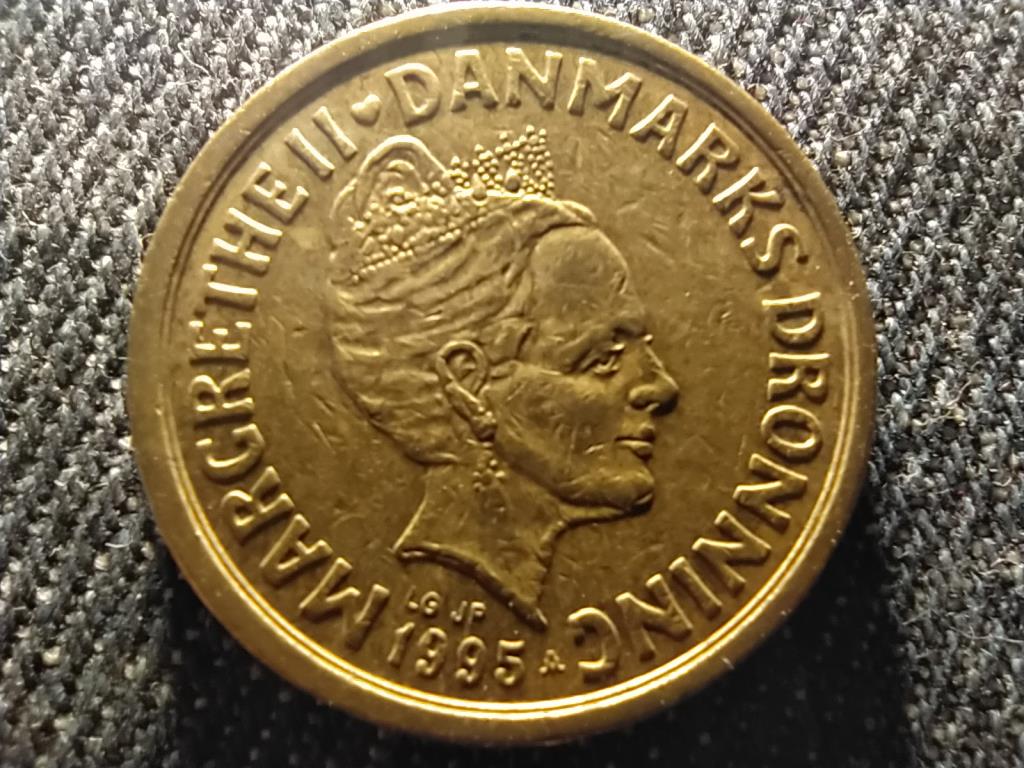 MARGRETHE II ♥ DANMARKS DRONNING
LG JP
1995 A